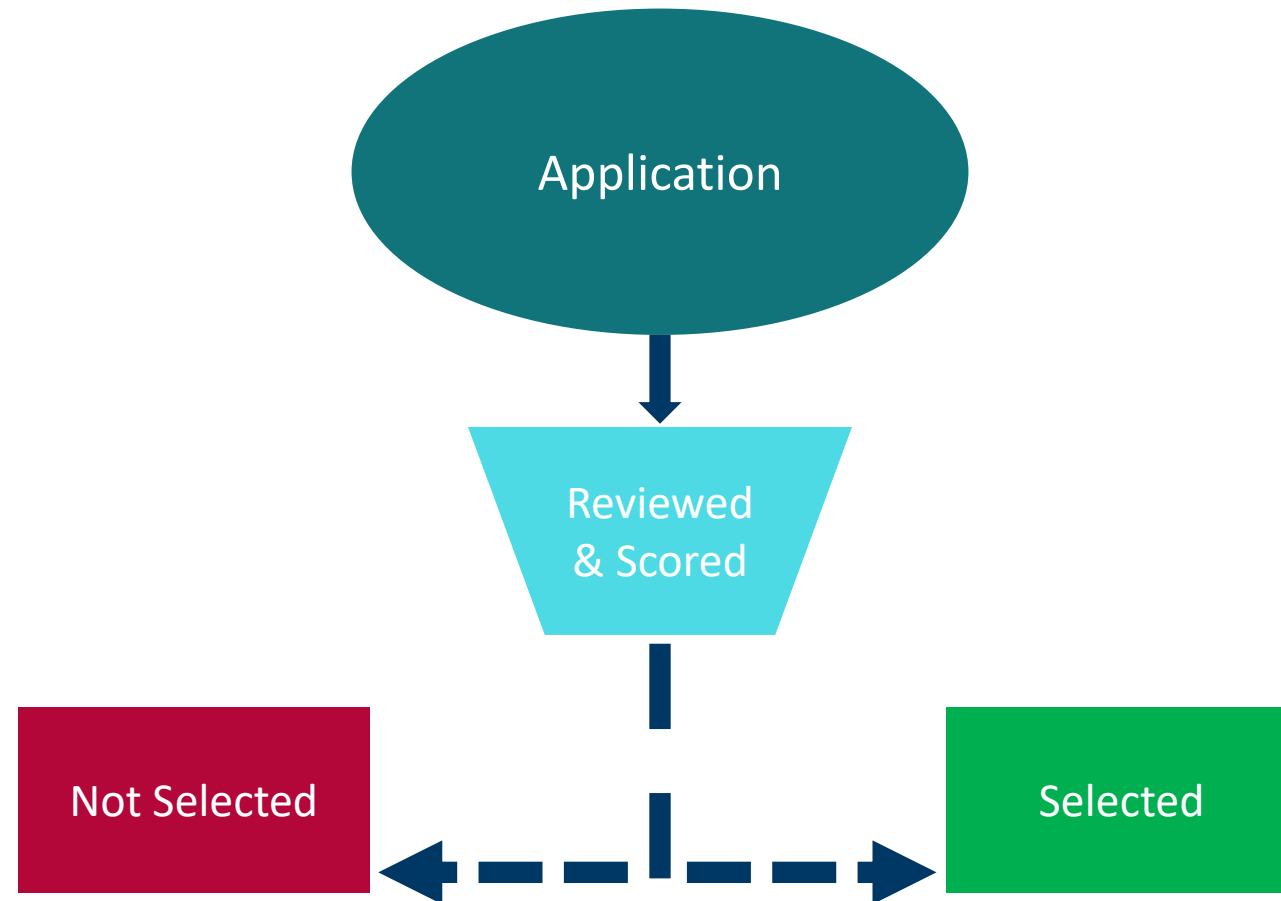 Application
Reviewed
& Scored
Not Selected
Selected